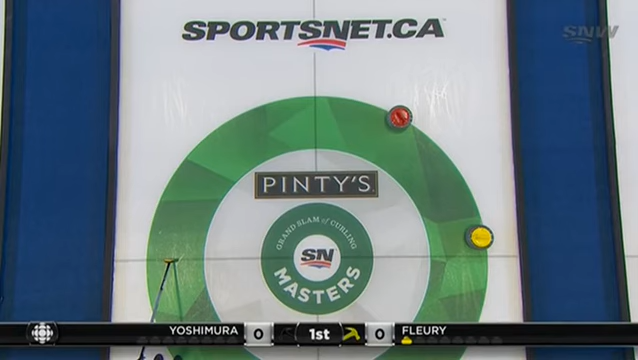 SPORTSNET.CA
SNW
PINTY'S
GRAND SLAM of CURLING
SN
MASTERS
YOSHIMURA 0 1st 0 FLEURY